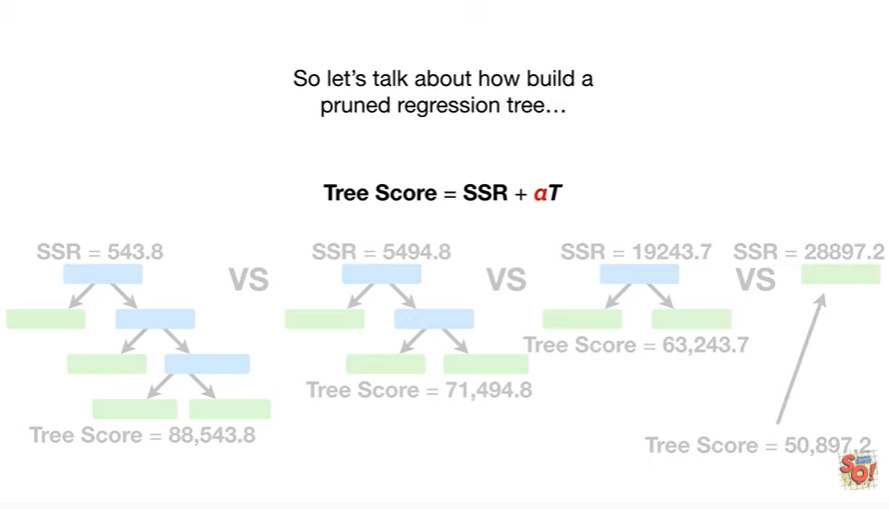 So let's talk about how build a
pruned regression tree…
Tree Score = SSR + αT
SSR = 543.8
VS
SSR = 5494.8
VS
SSR = 19243.7
VS
SSR = 28897.2
Tree Score = 88,543.8
Tree Score = 71,494.8
Tree Score = 63,243.7
Tree Score = 50,897.2
SQ!